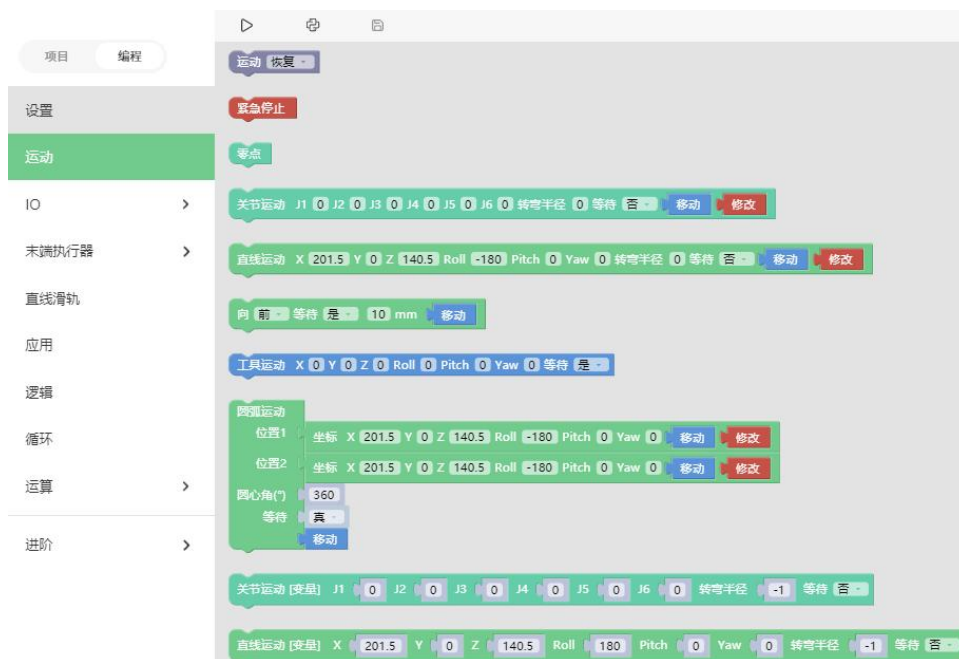 项目 编程
设置
运动
IO
末端执行器
直线滑轨
应用
逻辑
循环
运算
进阶
运动 恢复
紧急停止
零点
关节运动 J1 0 J2 0 J3 0 J4 0 J5 0 J6 0 转弯半径 0 等待 否 移动 修改
直线运动 X 201.5 Y 0 Z 140.5 Roll -180 Pitch 0 Yaw 0 转弯半径 0 等待 否 移动 修改
向 前 等待 是 10 mm 移动
工具运动 X 0 Y 0 Z 0 Roll 0 Pitch 0 Yaw 0 等待 是
圆弧运动
位置1 坐标 X 201.5 Y 0 Z 140.5 Roll -180 Pitch 0 Yaw 0 移动 修改
位置2 坐标 X 201.5 Y 0 Z 140.5 Roll -180 Pitch 0 Yaw 0 移动 修改
圆心角(°) 360
等待 真
移动
关节运动 [变量] J1 0 J2 0 J3 0 J4 0 J5 0 J6 0 转弯半径 -1 等待 否
直线运动 [变量] X 201.5 Y 0 Z 140.5 Roll 180 Pitch 0 Yaw 0 转弯半径 -1 等待 否